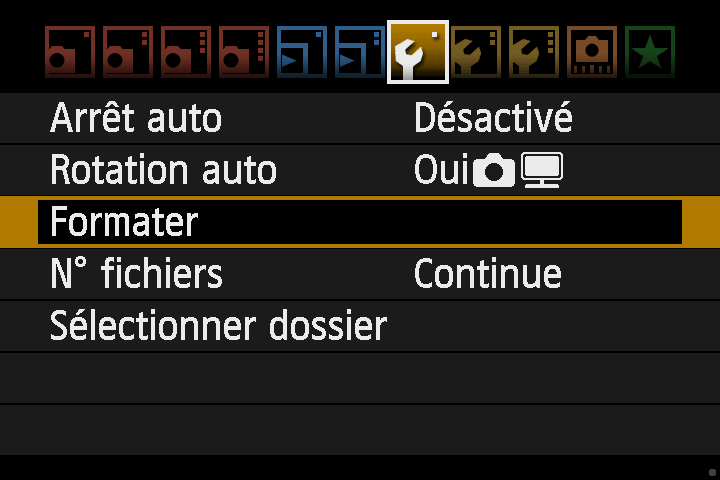 Arrêt auto Désactivé
Rotation auto Oui
Formater
N° fichiers Continue
Sélectionner dossier